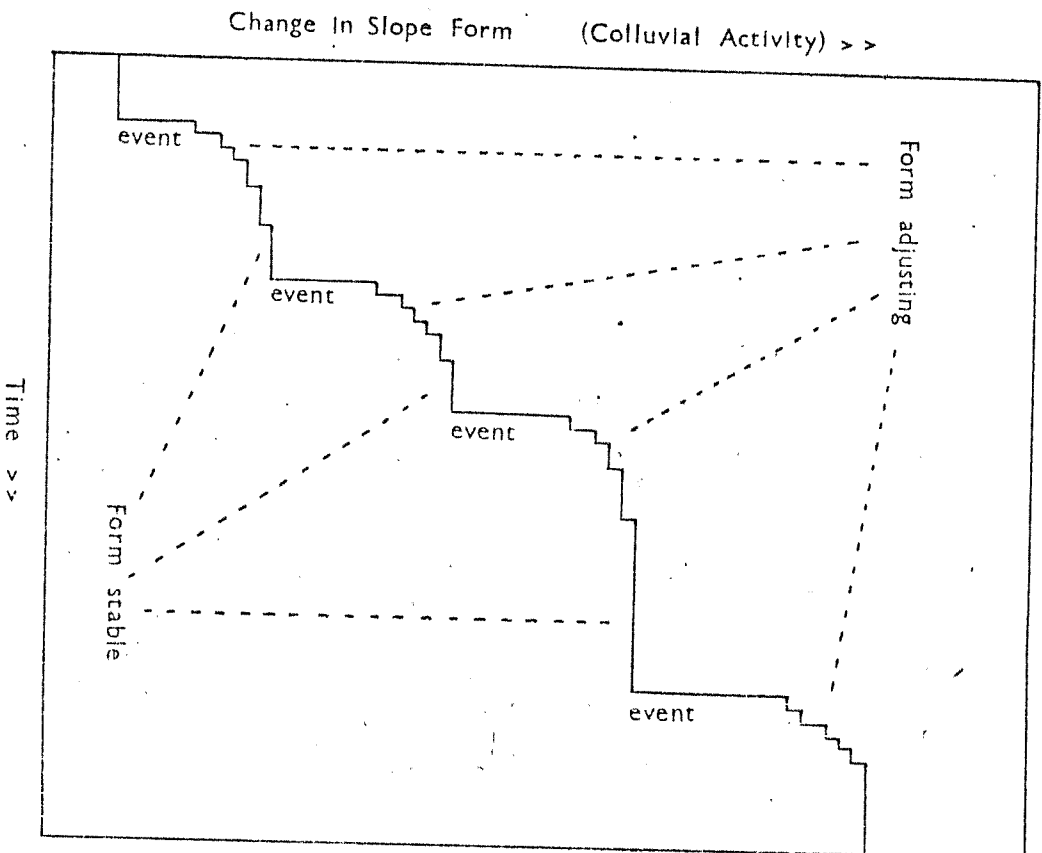 Change In Slope Form (Colluvial Activity) > >
event
Form adjusting
event
event
Time > >
Form stable
event